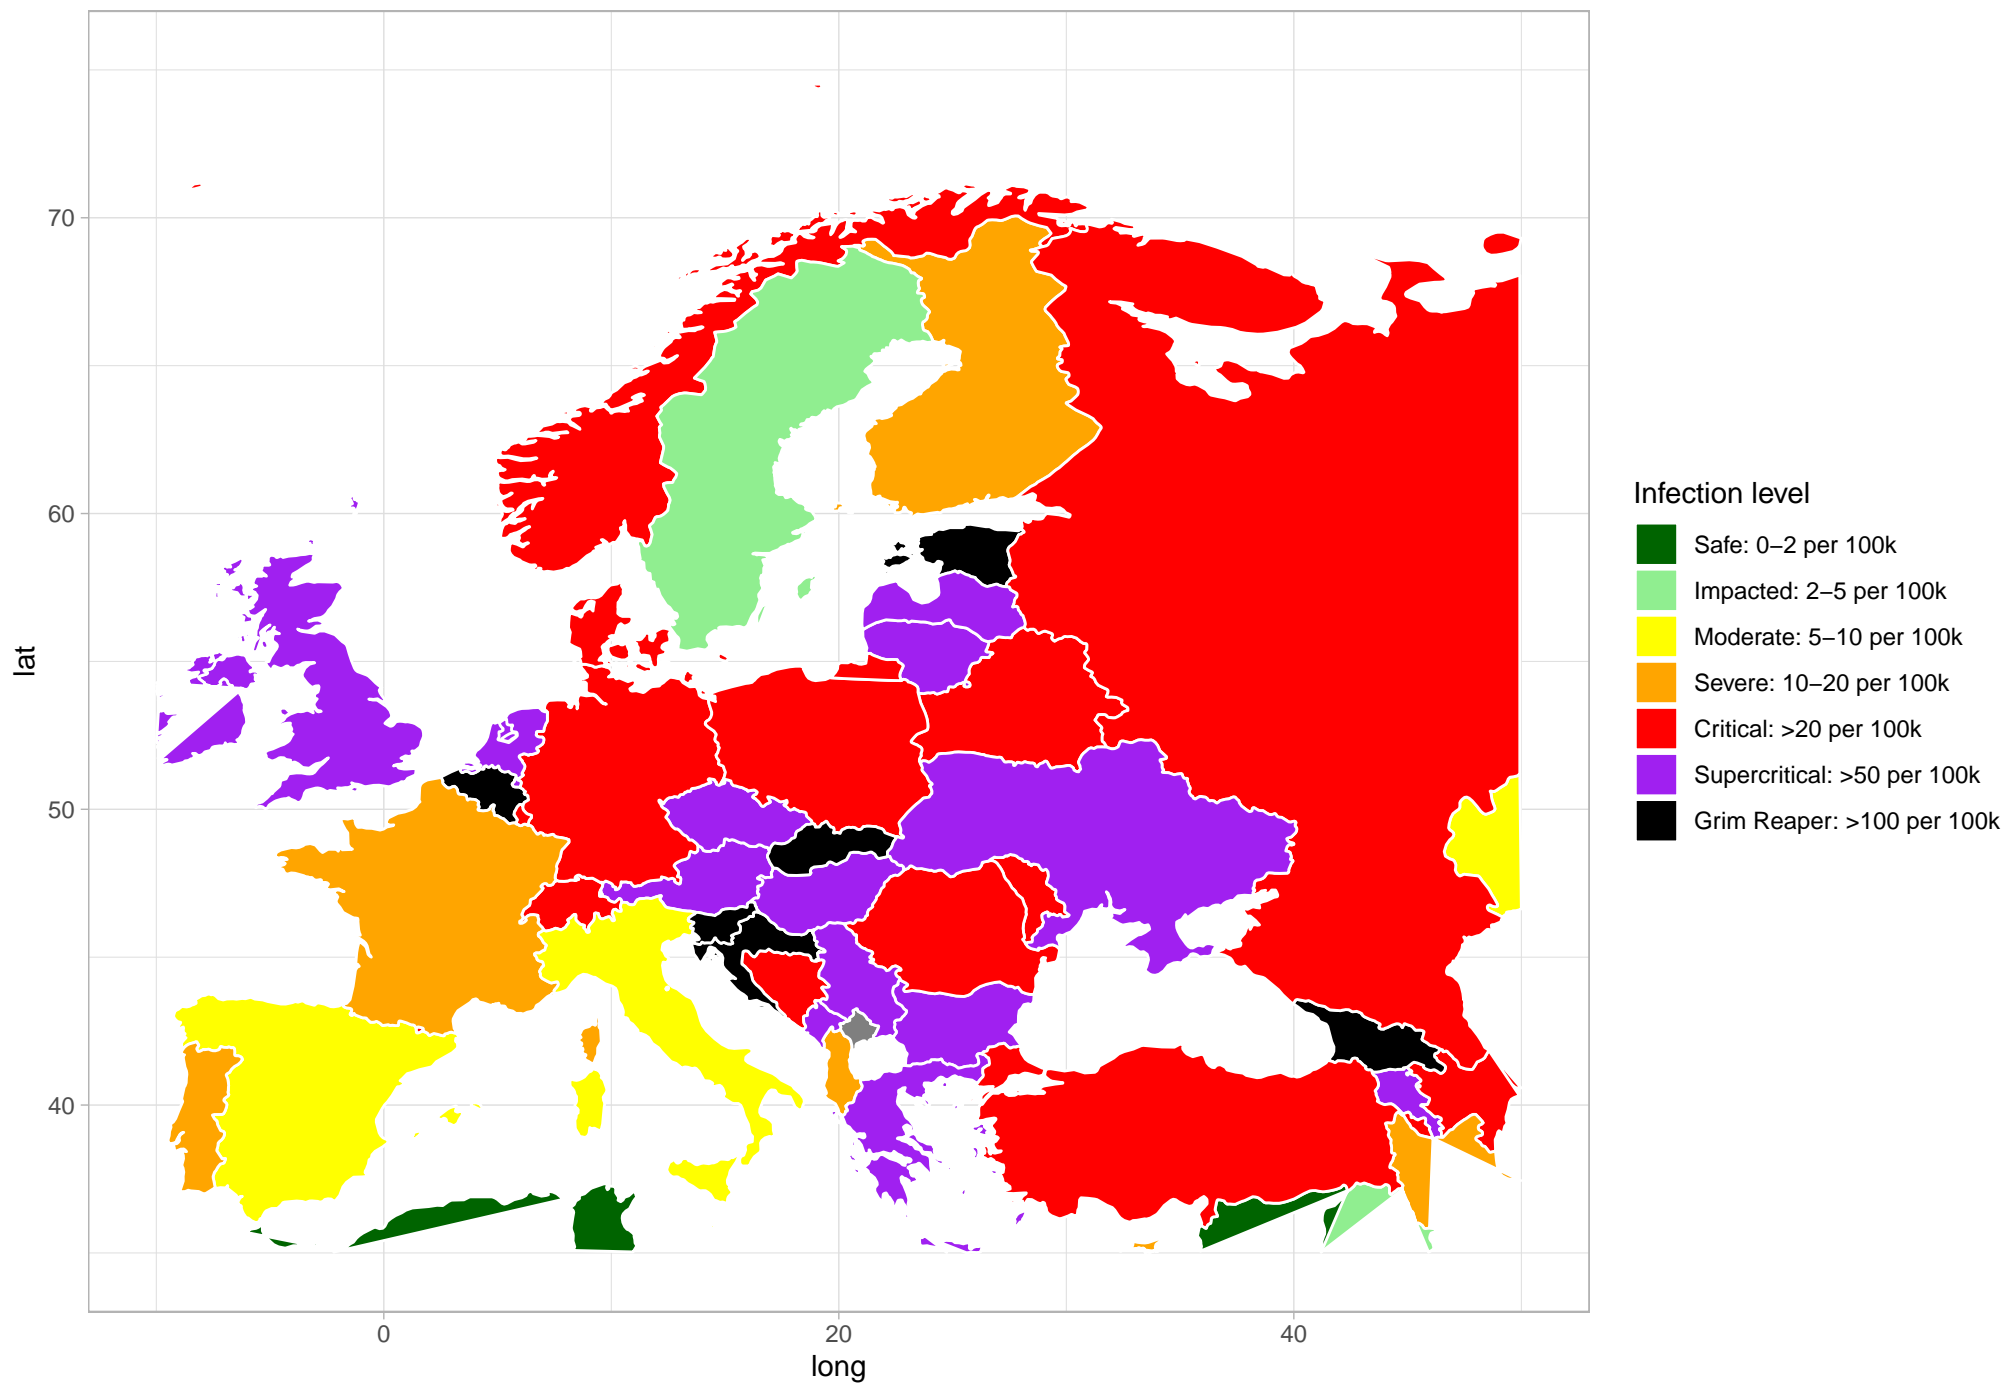 70
60
50
40
lat
0
20
40
long
Infection level
Safe: 0−2 per 100k
Impacted: 2−5 per 100k
Moderate: 5−10 per 100k
Severe: 10−20 per 100k
Critical: >20 per 100k
Supercritical: >50 per 100k
Grim Reaper: >100 per 100k